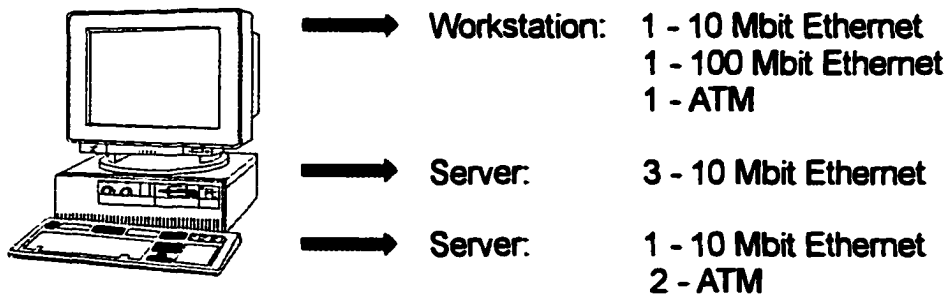 Workstation: 1 - 10 Mbit Ethernet
1 - 100 Mbit Ethernet
1 - ATM
Server: 3 - 10 Mbit Ethernet
Server: 1 - 10 Mbit Ethernet
2 - ATM